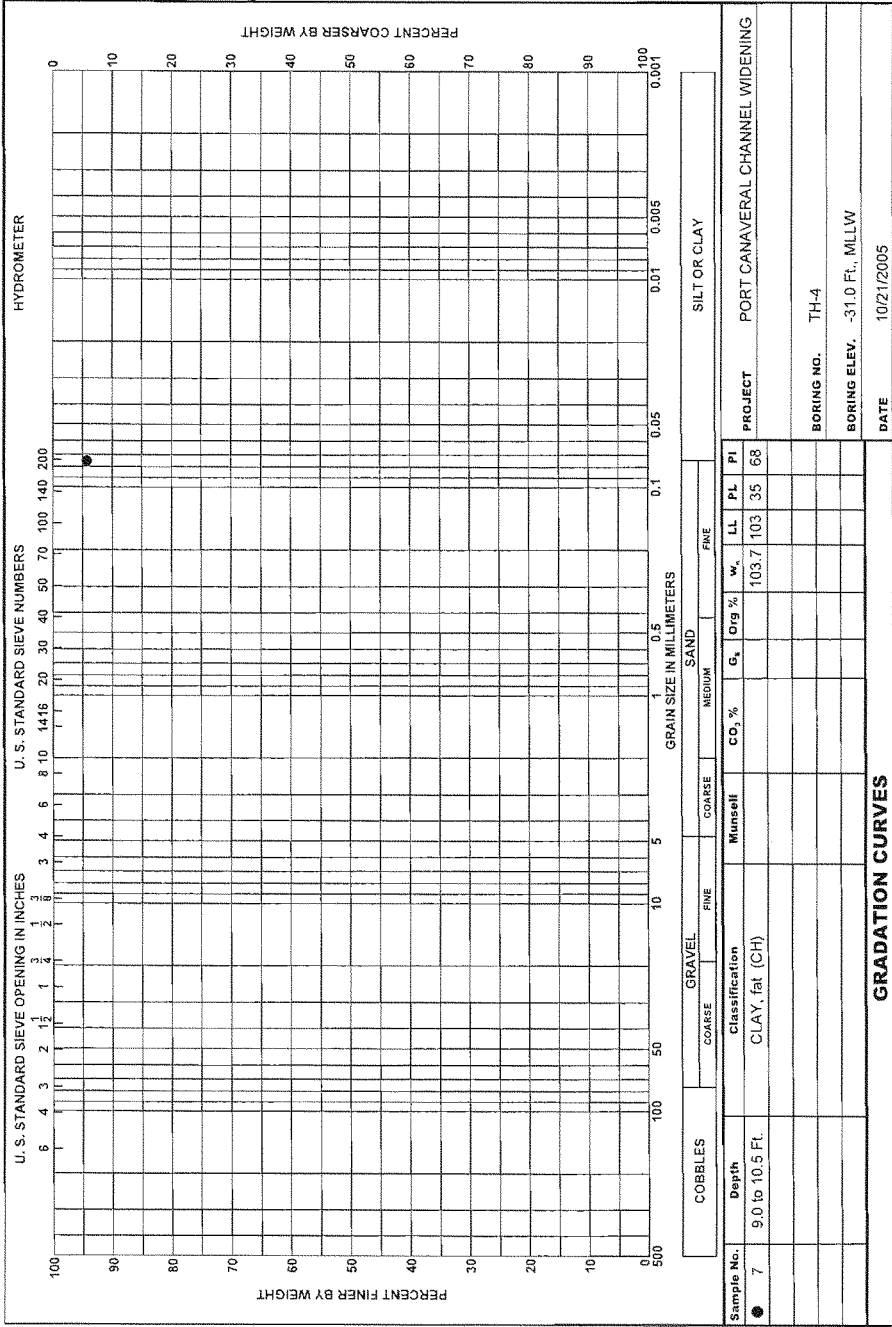 U. S. STANDARD SIEVE OPENING IN INCHES
U. S. STANDARD SIEVE NUMBERS
HYDROMETER
6 4 3 2 1 1/2 1 3/4 1/2 3/8 3 4 6 8 10 14 16 20 30 40 50 70 100 140 200
PERCENT FINER BY WEIGHT
100
90
80
70
60
50
40
30
20
10
0
PERCENT COARSER BY WEIGHT
0
10
20
30
40
50
60
70
80
90
100
500 100 50 10 5 1 0.5 0.1 0.05 0.01 0.005 0.001
GRAIN SIZE IN MILLIMETERS
COBBLES
GRAVEL
COARSE
FINE
SAND
COARSE
MEDIUM
FINE
SILT OR CLAY
Sample No. Depth Classification Munsell CO₃ % Gs Org % Wn LL PL PI
7 9.0 to 10.5 Ft. CLAY, fat (CH) 103.7 103 35 68
PROJECT PORT CANAVERAL CHANNEL WIDENING
BORING NO. TH-4
BORING ELEV. -31.0 Ft., MLLW
DATE 10/21/2005
GRADATION CURVES